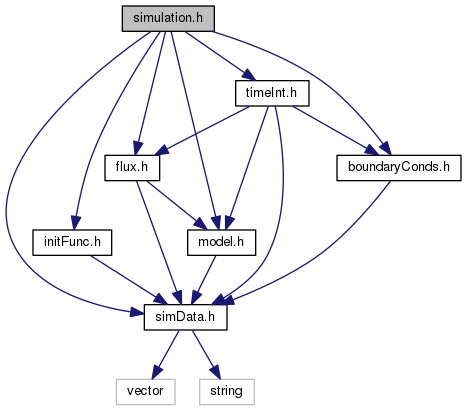 simulation.h
timeInt.h
flux.h
boundaryConds.h
initFunc.h
model.h
simData.h
vector
string